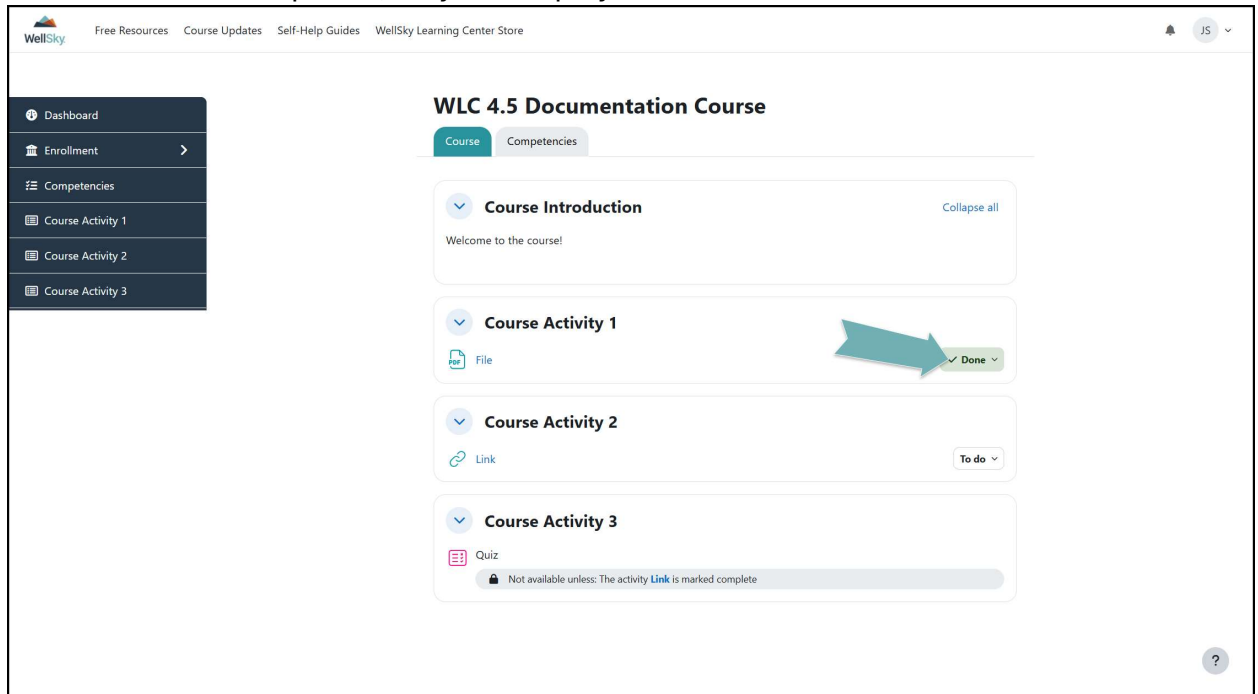 WellSky
Free Resources Course Updates Self-Help Guides WellSky Learning Center Store
JS
Dashboard
Enrollment
Competencies
Course Activity 1
Course Activity 2
Course Activity 3
WLC 4.5 Documentation Course
Course Competencies
Course Introduction
Collapse all
Welcome to the course!
Course Activity 1
PDF File
Done
Course Activity 2
Link
To do
Course Activity 3
Quiz
Not available unless: The activity Link is marked complete
?